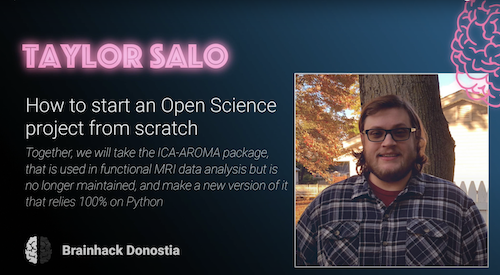 TAYLOR SALO
How to start an Open Science
project from scratch
Together, we will take the ICA-AROMA package,
that is used in functional MRI data analysis but is
no longer maintained, and make a new version of it
that relies 100% on Python
Brainhack Donostia